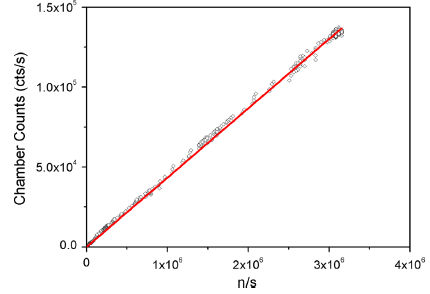 1.5x10⁵
1.0x10⁵
5.0x10⁴
0.0
Chamber Counts (cts/s)
0
1x10⁶
2x10⁶
3x10⁶
4x10⁶
n/s